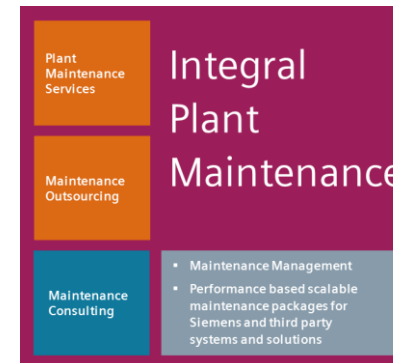 Plant
Maintenance
Services
Integral
Plant
Maintenance
Maintenance
Outsourcing
Maintenance
Consulting
▪ Maintenance Management
▪ Performance based scalable
maintenance packages for
Siemens and third party
systems and solutions